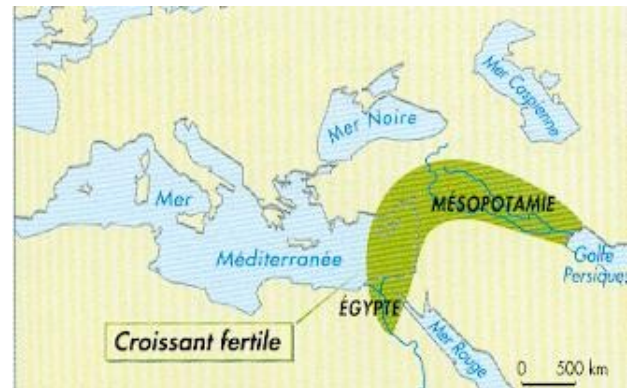 Mer Caspienne
Mer Noire
Mer
Méditerranée
MÉSOPOTAMIE
Golfe
Persique
ÉGYPTE
Mer Rouge
Croissant fertile
0 500 km